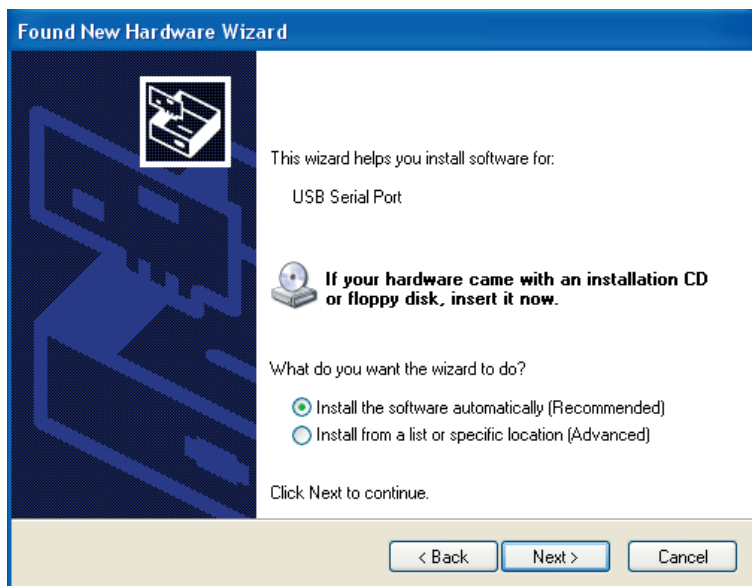 Found New Hardware Wizard
This wizard helps you install software for:
USB Serial Port
If your hardware came with an installation CD
or floppy disk, insert it now.
What do you want the wizard to do?
Install the software automatically (Recommended)
Install from a list or specific location (Advanced)
Click Next to continue.
< Back
Next >
Cancel